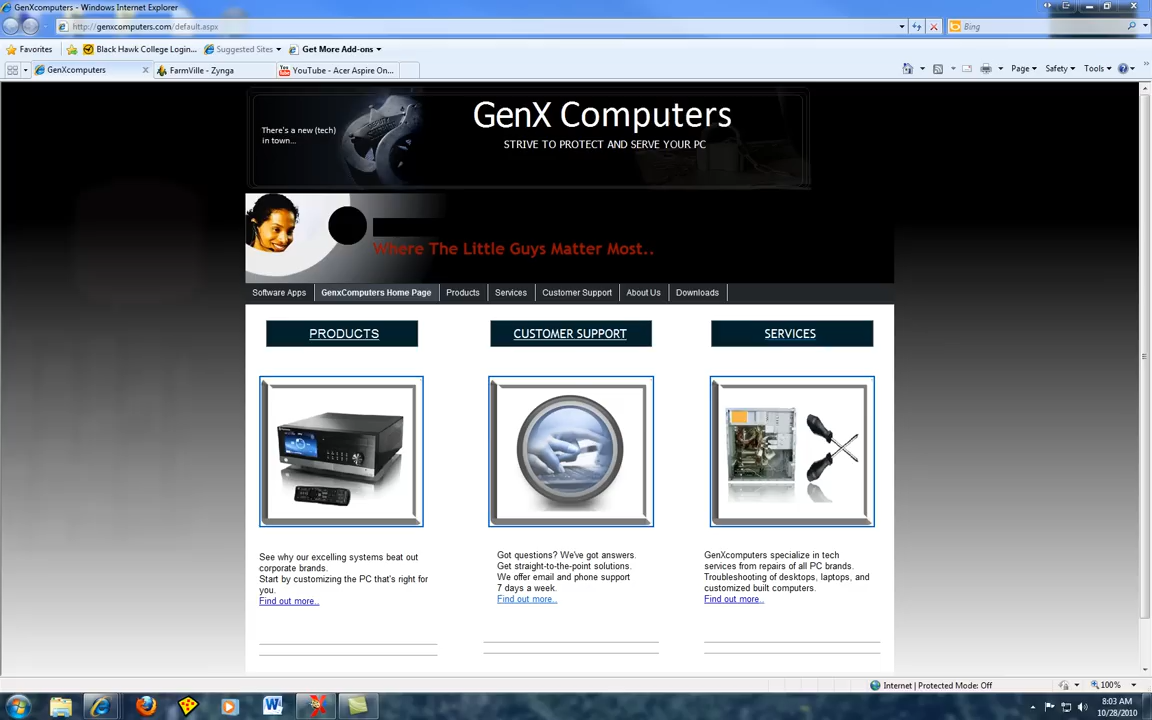 GenXcomputers - Windows Internet Explorer
http://genxcomputers.com/default.aspx
Bing
Favorites
Black Hawk College Login...
Suggested Sites
Get More Add-ons
GenXcomputers
FarmVille - Zynga
YouTube - Acer Aspire On...
Page
Safety
Tools
GenX Computers
There's a new (tech)
in town...
STRIVE TO PROTECT AND SERVE YOUR PC
Where The Little Guys Matter Most..
Software Apps
GenxComputers Home Page
Products
Services
Customer Support
About Us
Downloads
PRODUCTS
CUSTOMER SUPPORT
SERVICES
See why our excelling systems beat out
corporate brands.
Start by customizing the PC that's right for
you.
Find out more..
Got questions? We've got answers.
Get straight-to-the-point solutions.
We offer email and phone support
7 days a week.
Find out more..
GenXcomputers specialize in tech
services from repairs of all PC brands.
Troubleshooting of desktops, laptops, and
customized built computers.
Find out more..
Internet | Protected Mode: Off
100%
8:03 AM
10/28/2010